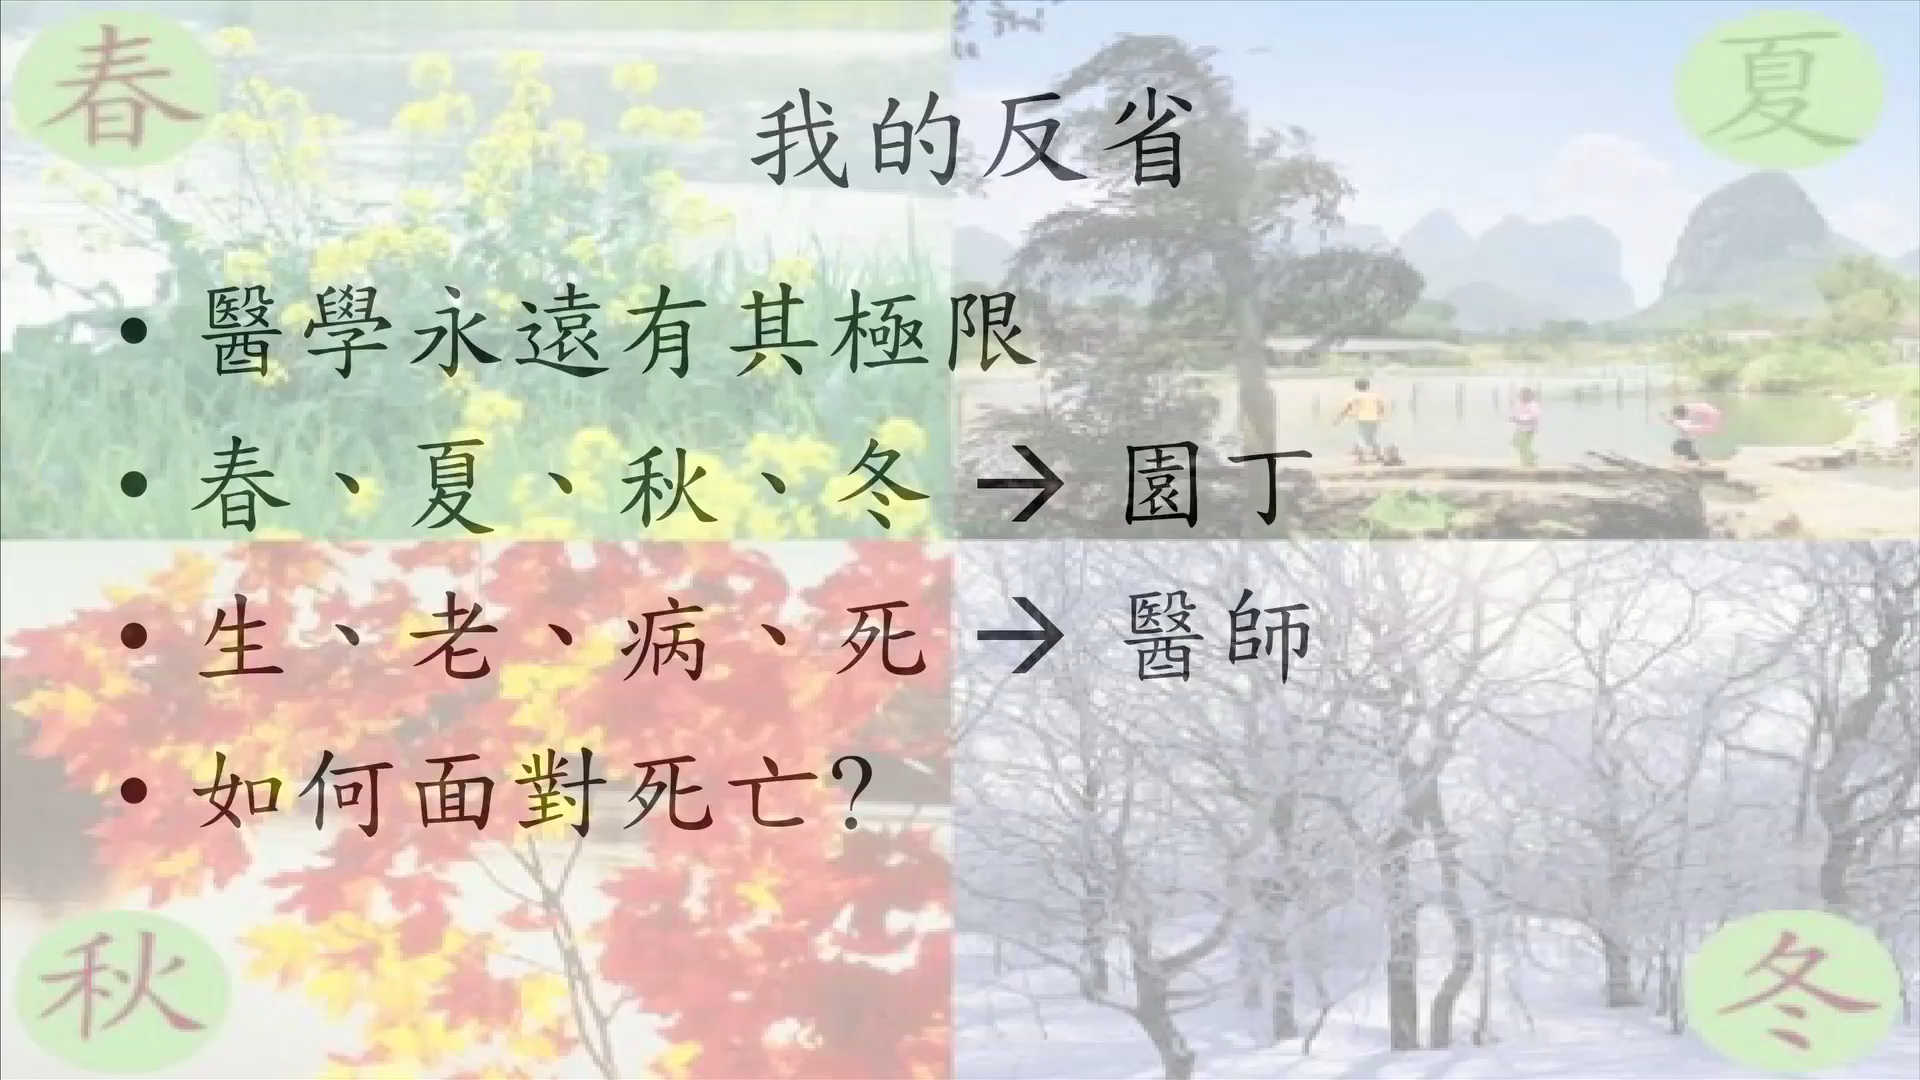 春
夏
我的反省
• 醫學永遠有其極限
• 春、夏、秋、冬 → 園丁
• 生、老、病、死 → 醫師
• 如何面對死亡?
秋
冬